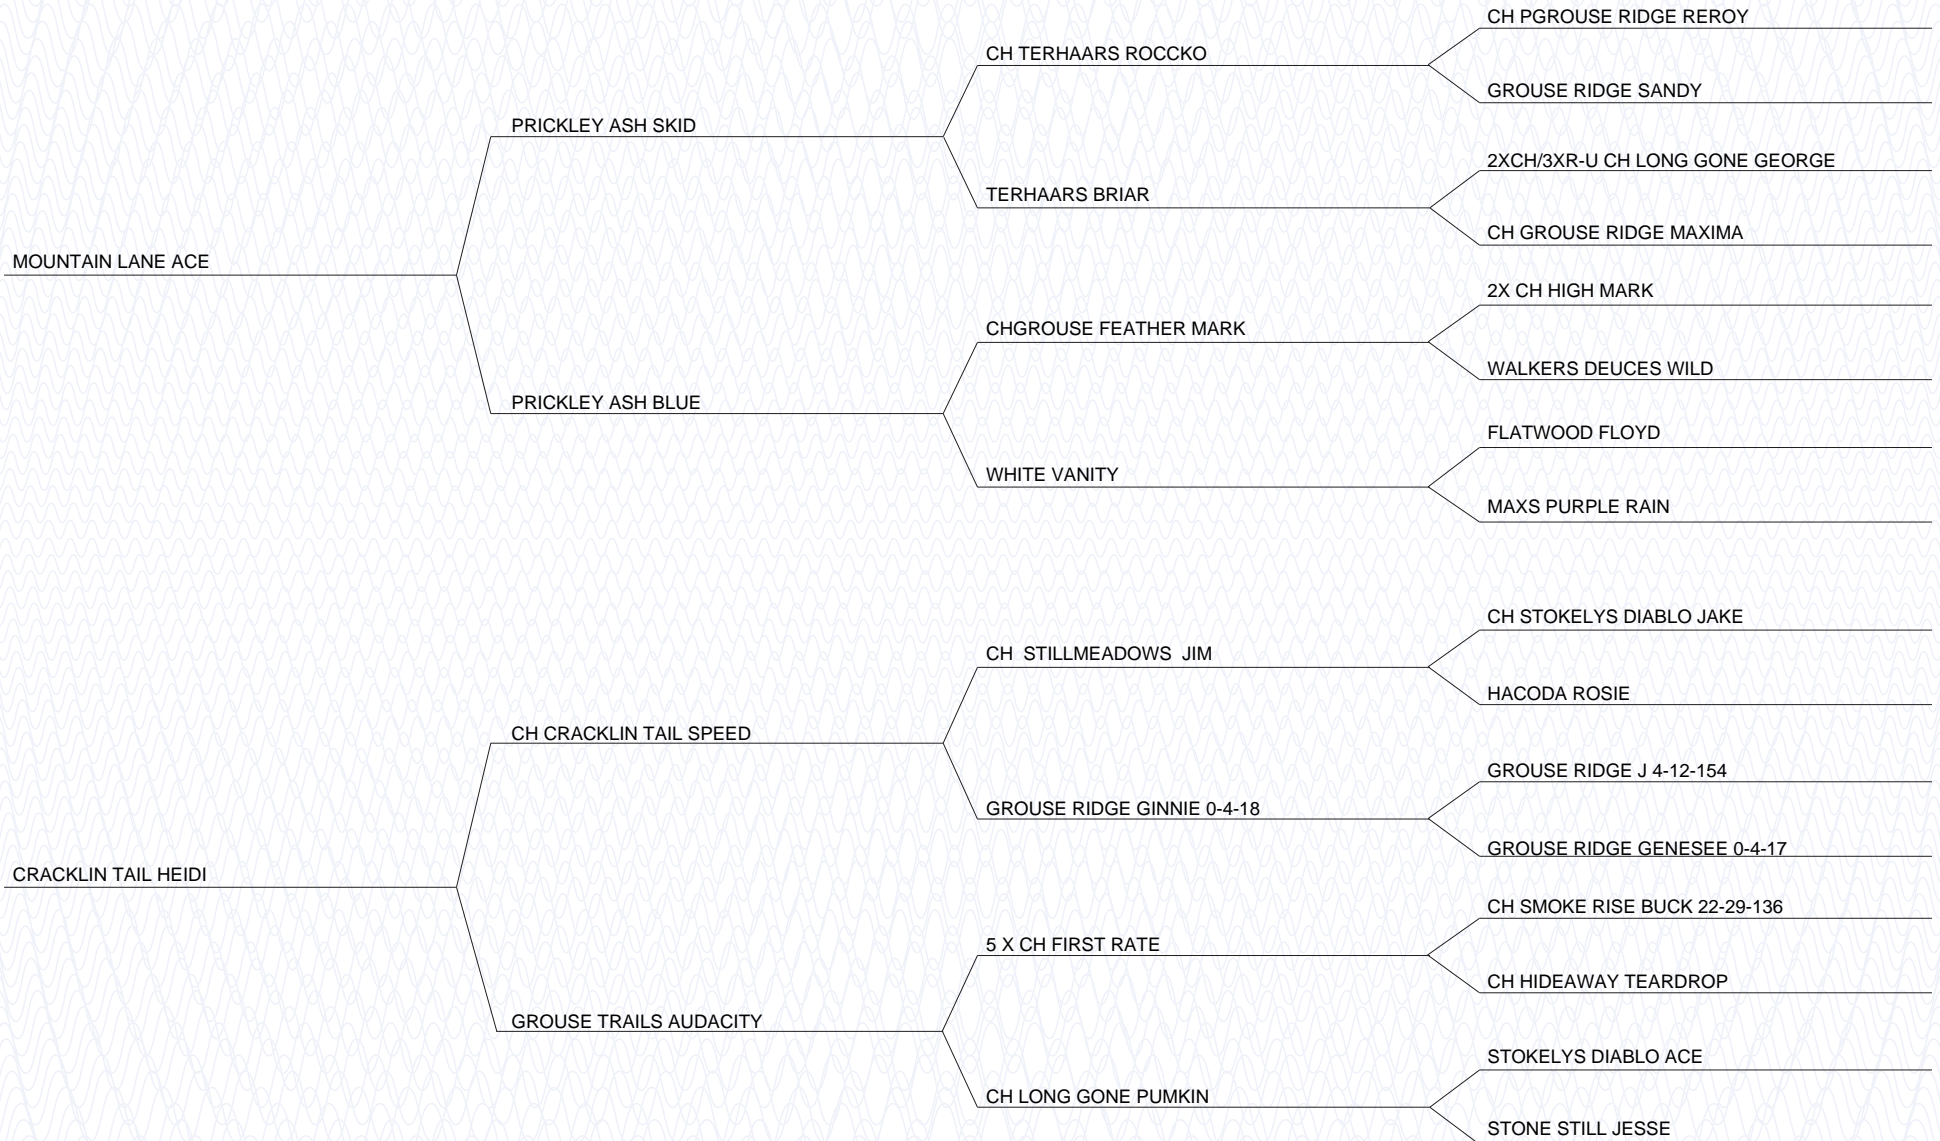 CH PGROUSE RIDGE REROY
CH TERHAARS ROCCKO
GROUSE RIDGE SANDY
PRICKLEY ASH SKID
2XCH/3XR-U CH LONG GONE GEORGE
TERHAARS BRIAR
CH GROUSE RIDGE MAXIMA
MOUNTAIN LANE ACE
2X CH HIGH MARK
CHGROUSE FEATHER MARK
WALKERS DEUCES WILD
PRICKLEY ASH BLUE
FLATWOOD FLOYD
WHITE VANITY
MAXS PURPLE RAIN
CH STOKELYS DIABLO JAKE
CH  STILLMEADOWS  JIM
HACODA ROSIE
CH CRACKLIN TAIL SPEED
GROUSE RIDGE J 4-12-154
GROUSE RIDGE GINNIE 0-4-18
GROUSE RIDGE GENESEE 0-4-17
CRACKLIN TAIL HEIDI
CH SMOKE RISE BUCK 22-29-136
5 X CH FIRST RATE
CH HIDEAWAY TEARDROP
GROUSE TRAILS AUDACITY
STOKELYS DIABLO ACE
CH LONG GONE PUMKIN
STONE STILL JESSE